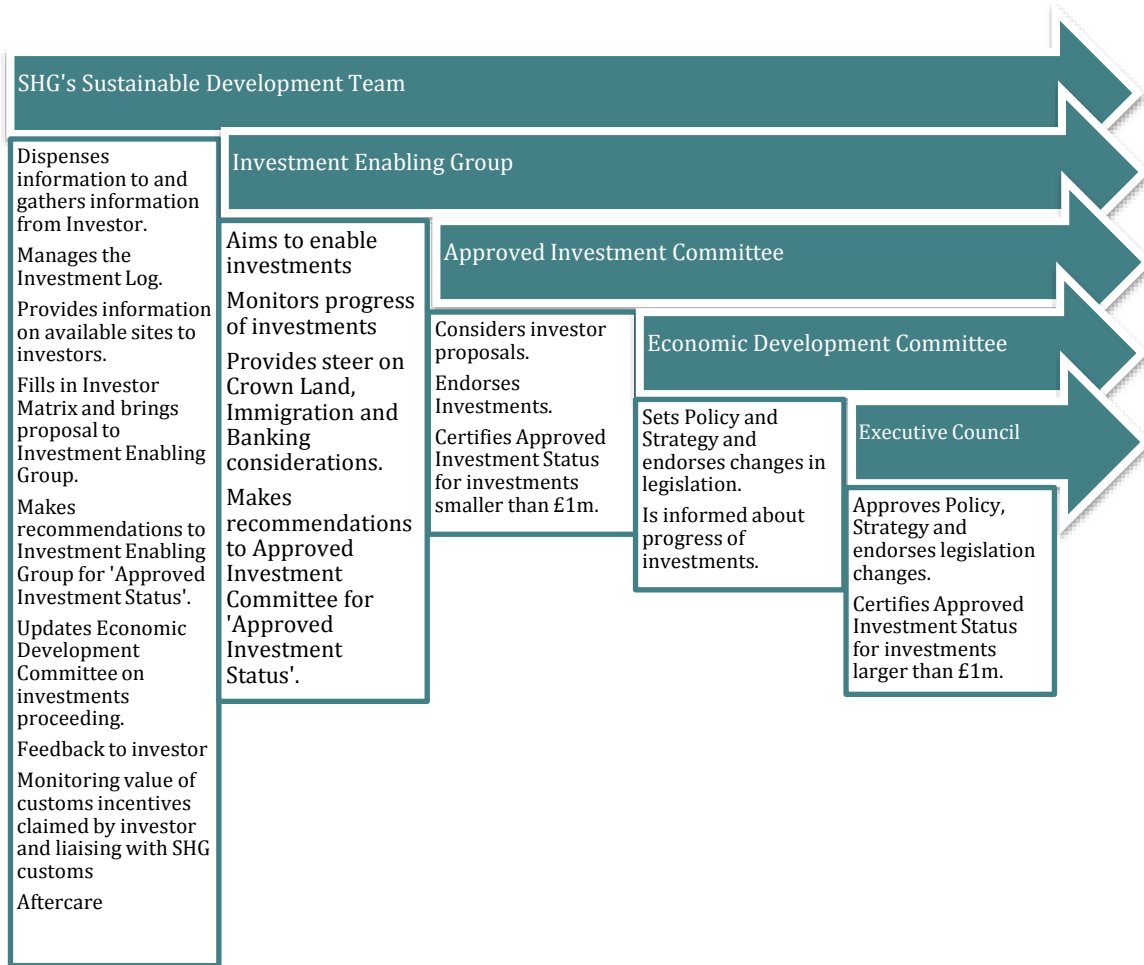 SHG's Sustainable Development Team
Dispenses
information to and
gathers information
from Investor.
Manages the
Investment Log.
Provides information
on available sites to
investors.
Fills in Investor
Matrix and brings
proposal to
Investment Enabling
Group.
Makes
recommendations to
Investment Enabling
Group for 'Approved
Investment Status'.
Updates Economic
Development
Committee on
investments
proceeding.
Feedback to investor
Monitoring value of
customs incentives
claimed by investor
and liaising with SHG
customs
Aftercare
Investment Enabling Group
Aims to enable
investments
Monitors progress
of investments
Provides steer on
Crown Land,
Immigration and
Banking
considerations.
Makes
recommendations
to Approved
Investment
Committee for
'Approved
Investment
Status'.
Approved Investment Committee
Considers investor
proposals.
Endorses
Investments.
Certifies Approved
Investment Status
for investments
smaller than £1m.
Economic Development Committee
Sets Policy and
Strategy and
endorses changes in
legislation.
Is informed about
progress of
investments.
Executive Council
Approves Policy,
Strategy and
endorses legislation
changes.
Certifies Approved
Investment Status
for investments
larger than £1m.